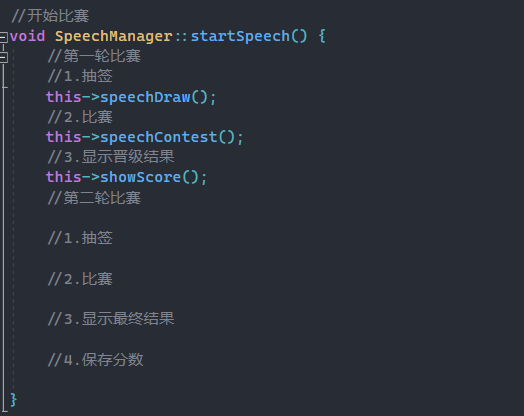 //开始比赛
void SpeechManager::startSpeech() {
//第一轮比赛
//1.抽签
this->speechDraw();
//2.比赛
this->speechContest();
//3.显示晋级结果
this->showScore();
//第二轮比赛
//1.抽签
//2.比赛
//3.显示最终结果
//4.保存分数
}